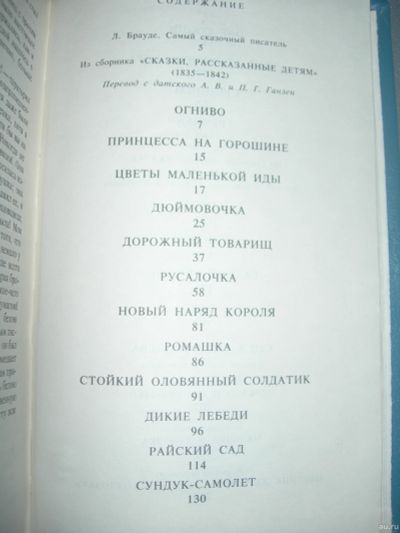 СОДЕРЖАНИЕ
Л. Брауде. Самый сказочный писатель
5
Из сборника «СКАЗКИ, РАССКАЗАННЫЕ ДЕТЯМ»
(1835—1842)
Перевод с датского А. В. и П. Г. Ганзен
ОГНИВО
7
ПРИНЦЕССА НА ГОРОШИНЕ
15
ЦВЕТЫ МАЛЕНЬКОЙ ИДЫ
17
ДЮЙМОВОЧКА
25
ДОРОЖНЫЙ ТОВАРИЩ
37
РУСАЛОЧКА
58
НОВЫЙ НАРЯД КОРОЛЯ
81
РОМАШКА
86
СТОЙКИЙ ОЛОВЯННЫЙ СОЛДАТИК
91
ДИКИЕ ЛЕБЕДИ
96
РАЙСКИЙ САД
114
СУНДУК-САМОЛЕТ
130
au.ru